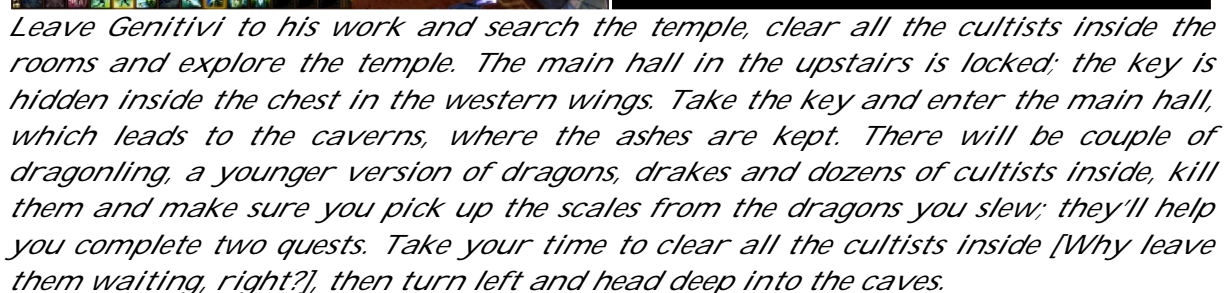 Leave Genitivi to his work and search the temple, clear all the cultists inside the
rooms and explore the temple. The main hall in the upstairs is locked; the key is
hidden inside the chest in the western wings. Take the key and enter the main hall,
which leads to the caverns, where the ashes are kept. There will be couple of
dragonling, a younger version of dragons, drakes and dozens of cultists inside, kill
them and make sure you pick up the scales from the dragons you slew; they'll help
you complete two quests. Take your time to clear all the cultists inside [Why leave
them waiting, right?], then turn left and head deep into the caves.